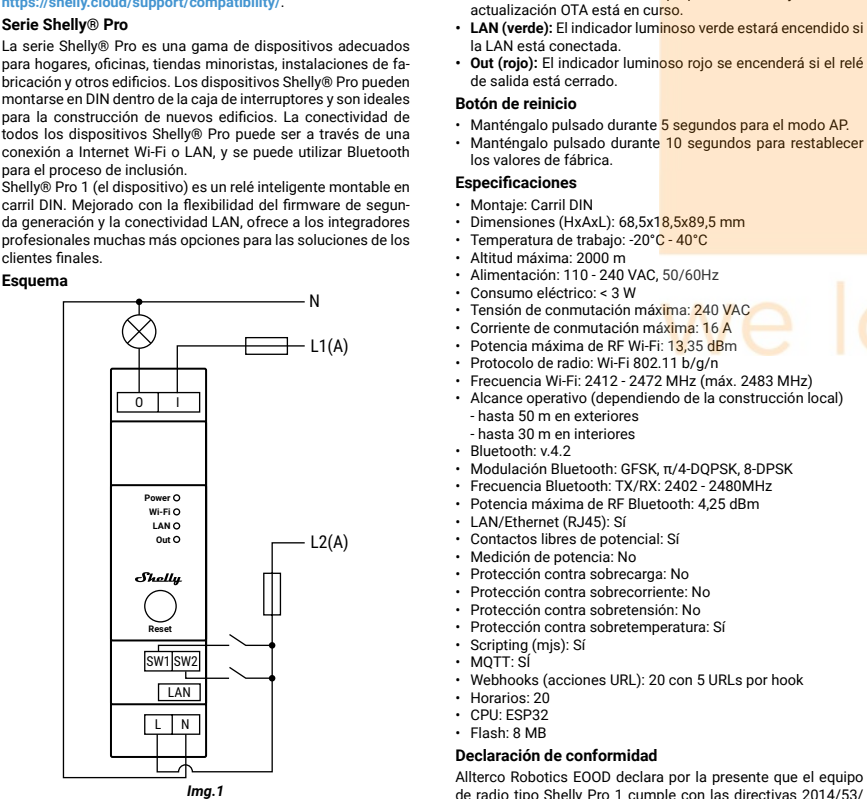 https://shelly.cloud/support/compatibility/.
Serie Shelly® Pro
La serie Shelly® Pro es una gama de dispositivos adecuados
para hogares, oficinas, tiendas minoristas, instalaciones de fa-
bricación y otros edificios. Los dispositivos Shelly® Pro pueden
montarse en DIN dentro de la caja de interruptores y son ideales
para la construcción de nuevos edificios. La conectividad de
todos los dispositivos Shelly® Pro puede ser a través de una
conexión a Internet Wi-Fi o LAN, y se puede utilizar Bluetooth
para el proceso de inclusión.
Shelly® Pro 1 (el dispositivo) es un relé inteligente montable en
carril DIN. Mejorado con la flexibilidad del firmware de segun-
da generación y la conectividad LAN, ofrece a los integradores
profesionales muchas más opciones para las soluciones de los
clientes finales.
Esquema
N
L1(A)
O I
Power
Wi-Fi
LAN
Out
L2(A)
Shelly
Reset
SW1 SW2
LAN
L N
Img.1
actualización OTA está en curso.
• LAN (verde): El indicador luminoso verde estará encendido si
la LAN está conectada.
• Out (rojo): El indicador luminoso rojo se encenderá si el relé
de salida está cerrado.
Botón de reinicio
• Manténgalo pulsado durante 5 segundos para el modo AP.
• Manténgalo pulsado durante 10 segundos para restablecer
los valores de fábrica.
Especificaciones
• Montaje: Carril DIN
• Dimensiones (HxAxL): 68,5x18,5x89,5 mm
• Temperatura de trabajo: -20°C - 40°C
• Altitud máxima: 2000 m
• Alimentación: 110 - 240 VAC, 50/60Hz
• Consumo eléctrico: < 3 W
• Tensión de conmutación máxima: 240 VAC
• Corriente de conmutación máxima: 16 A
• Potencia máxima de RF Wi-Fi: 13,35 dBm
• Protocolo de radio: Wi-Fi 802.11 b/g/n
• Frecuencia Wi-Fi: 2412 - 2472 MHz (máx. 2483 MHz)
• Alcance operativo (dependiendo de la construcción local)
- hasta 50 m en exteriores
- hasta 30 m en interiores
• Bluetooth: v.4.2
• Modulación Bluetooth: GFSK, π/4-DQPSK, 8-DPSK
• Frecuencia Bluetooth: TX/RX: 2402 - 2480MHz
• Potencia máxima de RF Bluetooth: 4,25 dBm
• LAN/Ethernet (RJ45): Sí
• Contactos libres de potencial: Sí
• Medición de potencia: No
• Protección contra sobrecarga: No
• Protección contra sobrecorriente: No
• Protección contra sobretensión: No
• Protección contra sobretemperatura: Sí
• Scripting (mjs): Sí
• MQTT: SÍ
• Webhooks (acciones URL): 20 con 5 URLs por hook
• Horarios: 20
• CPU: ESP32
• Flash: 8 MB
Declaración de conformidad
Allterco Robotics EOOD declara por la presente que el equipo
de radio tipo Shelly Pro 1 cumple con las directivas 2014/53/
we